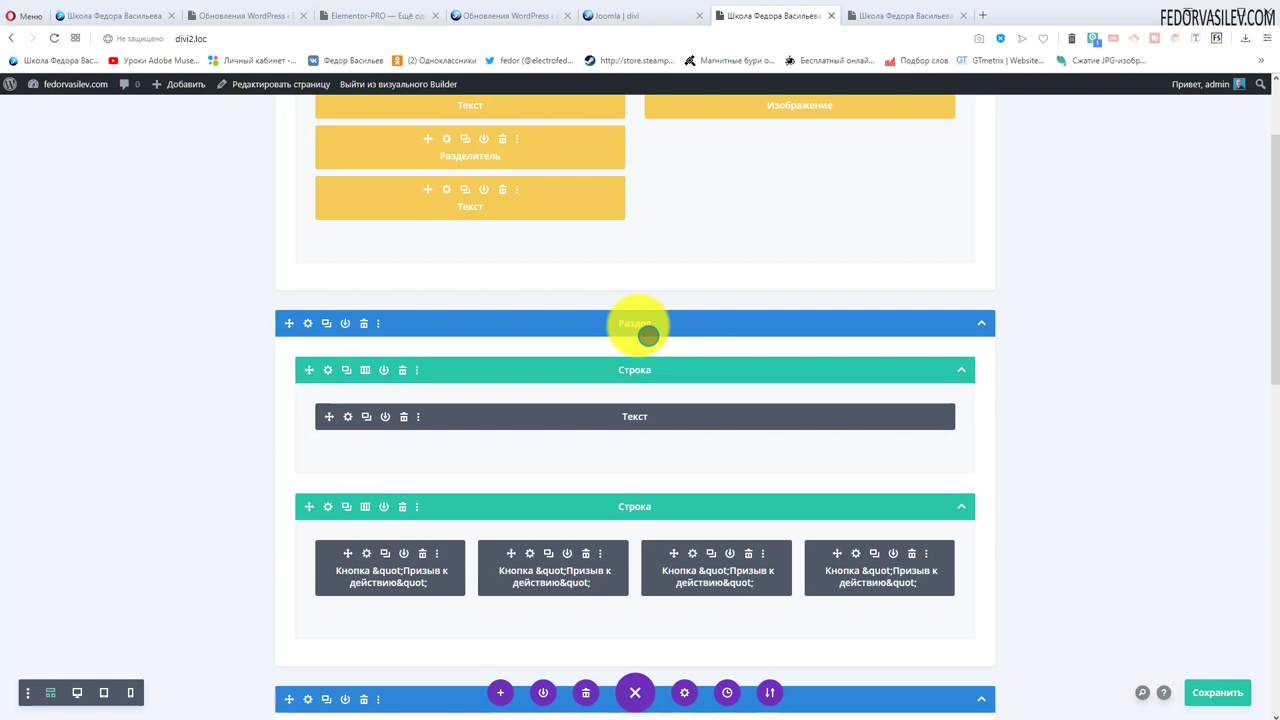 Меню
Школа Федора Васильева
Обновления WordPress
Elementor-PRO — Ещё од
Обновления WordPress
Joomla | divi
Школа Федора Васильева
Школа Федора Васильева
FEDORVASILEV.COM
Не защищено
divi2.loc
Школа Федора Вас...
Уроки Adobe Muse...
Личный кабинет -...
Федор Васильев
(2) Одноклассники
fedor (@electrofed...
http://store.steamp...
Магнитные бури о...
Бесплатный онлай...
Подбор слов
GTmetrix | Website...
Сжатие JPG-изобр...
fedorvasilev.com
0
Добавить
Редактировать страницу
Выйти из визуального Builder
Привет, admin
Текст
Изображение
Разделитель
Текст
Раздел
Строка
Текст
Строка
Кнопка &quot;Призыв к
действию&quot;
Кнопка &quot;Призыв к
действию&quot;
Кнопка &quot;Призыв к
действию&quot;
Кнопка &quot;Призыв к
действию&quot;
Сохранить